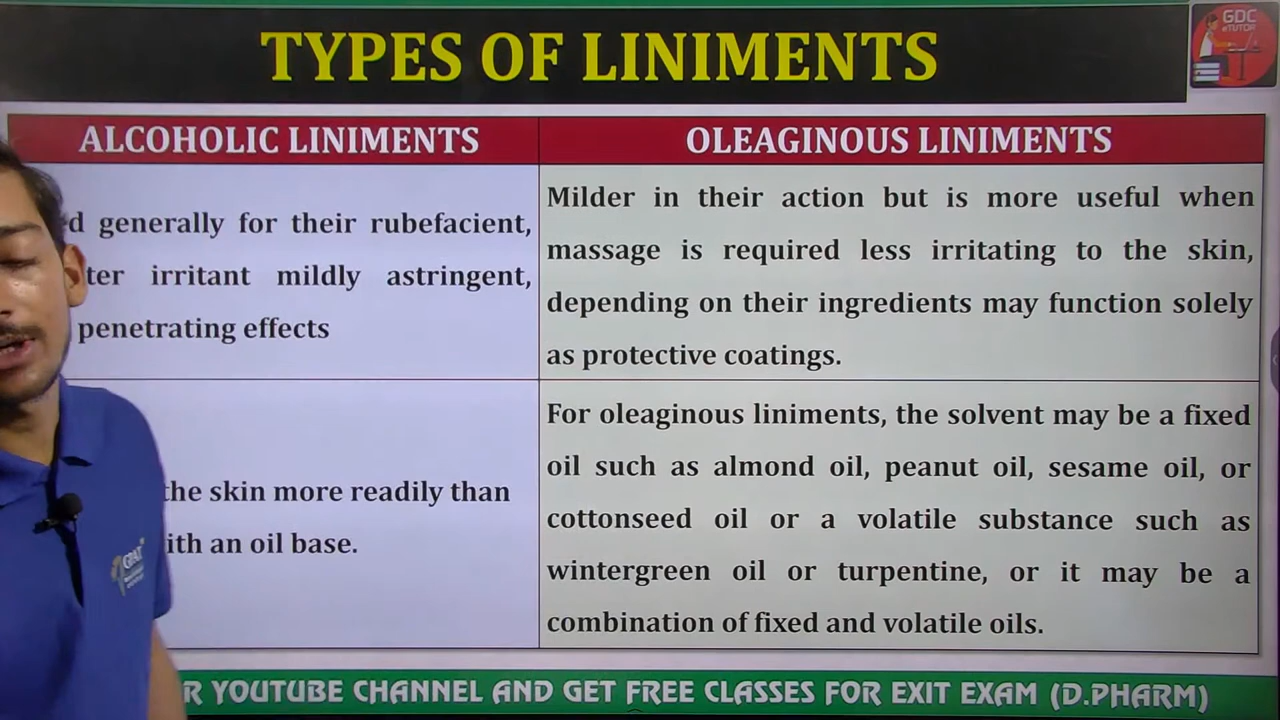 TYPES OF LINIMENTS
GDC
eTUTOR
ALCOHOLIC LINIMENTS
generally for their rubefacient,
irritant mildly astringent,
penetrating effects
the skin more readily than
an oil base.
OLEAGINOUS LINIMENTS
Milder in their action but is more useful when
massage is required less irritating to the skin,
depending on their ingredients may function solely
as protective coatings.
For oleaginous liniments, the solvent may be a fixed
oil such as almond oil, peanut oil, sesame oil, or
cottonseed oil or a volatile substance such as
wintergreen oil or turpentine, or it may be a
combination of fixed and volatile oils.
GPAT
YOUTUBE CHANNEL AND GET FREE CLASSES FOR EXIT EXAM (D.PHARM)